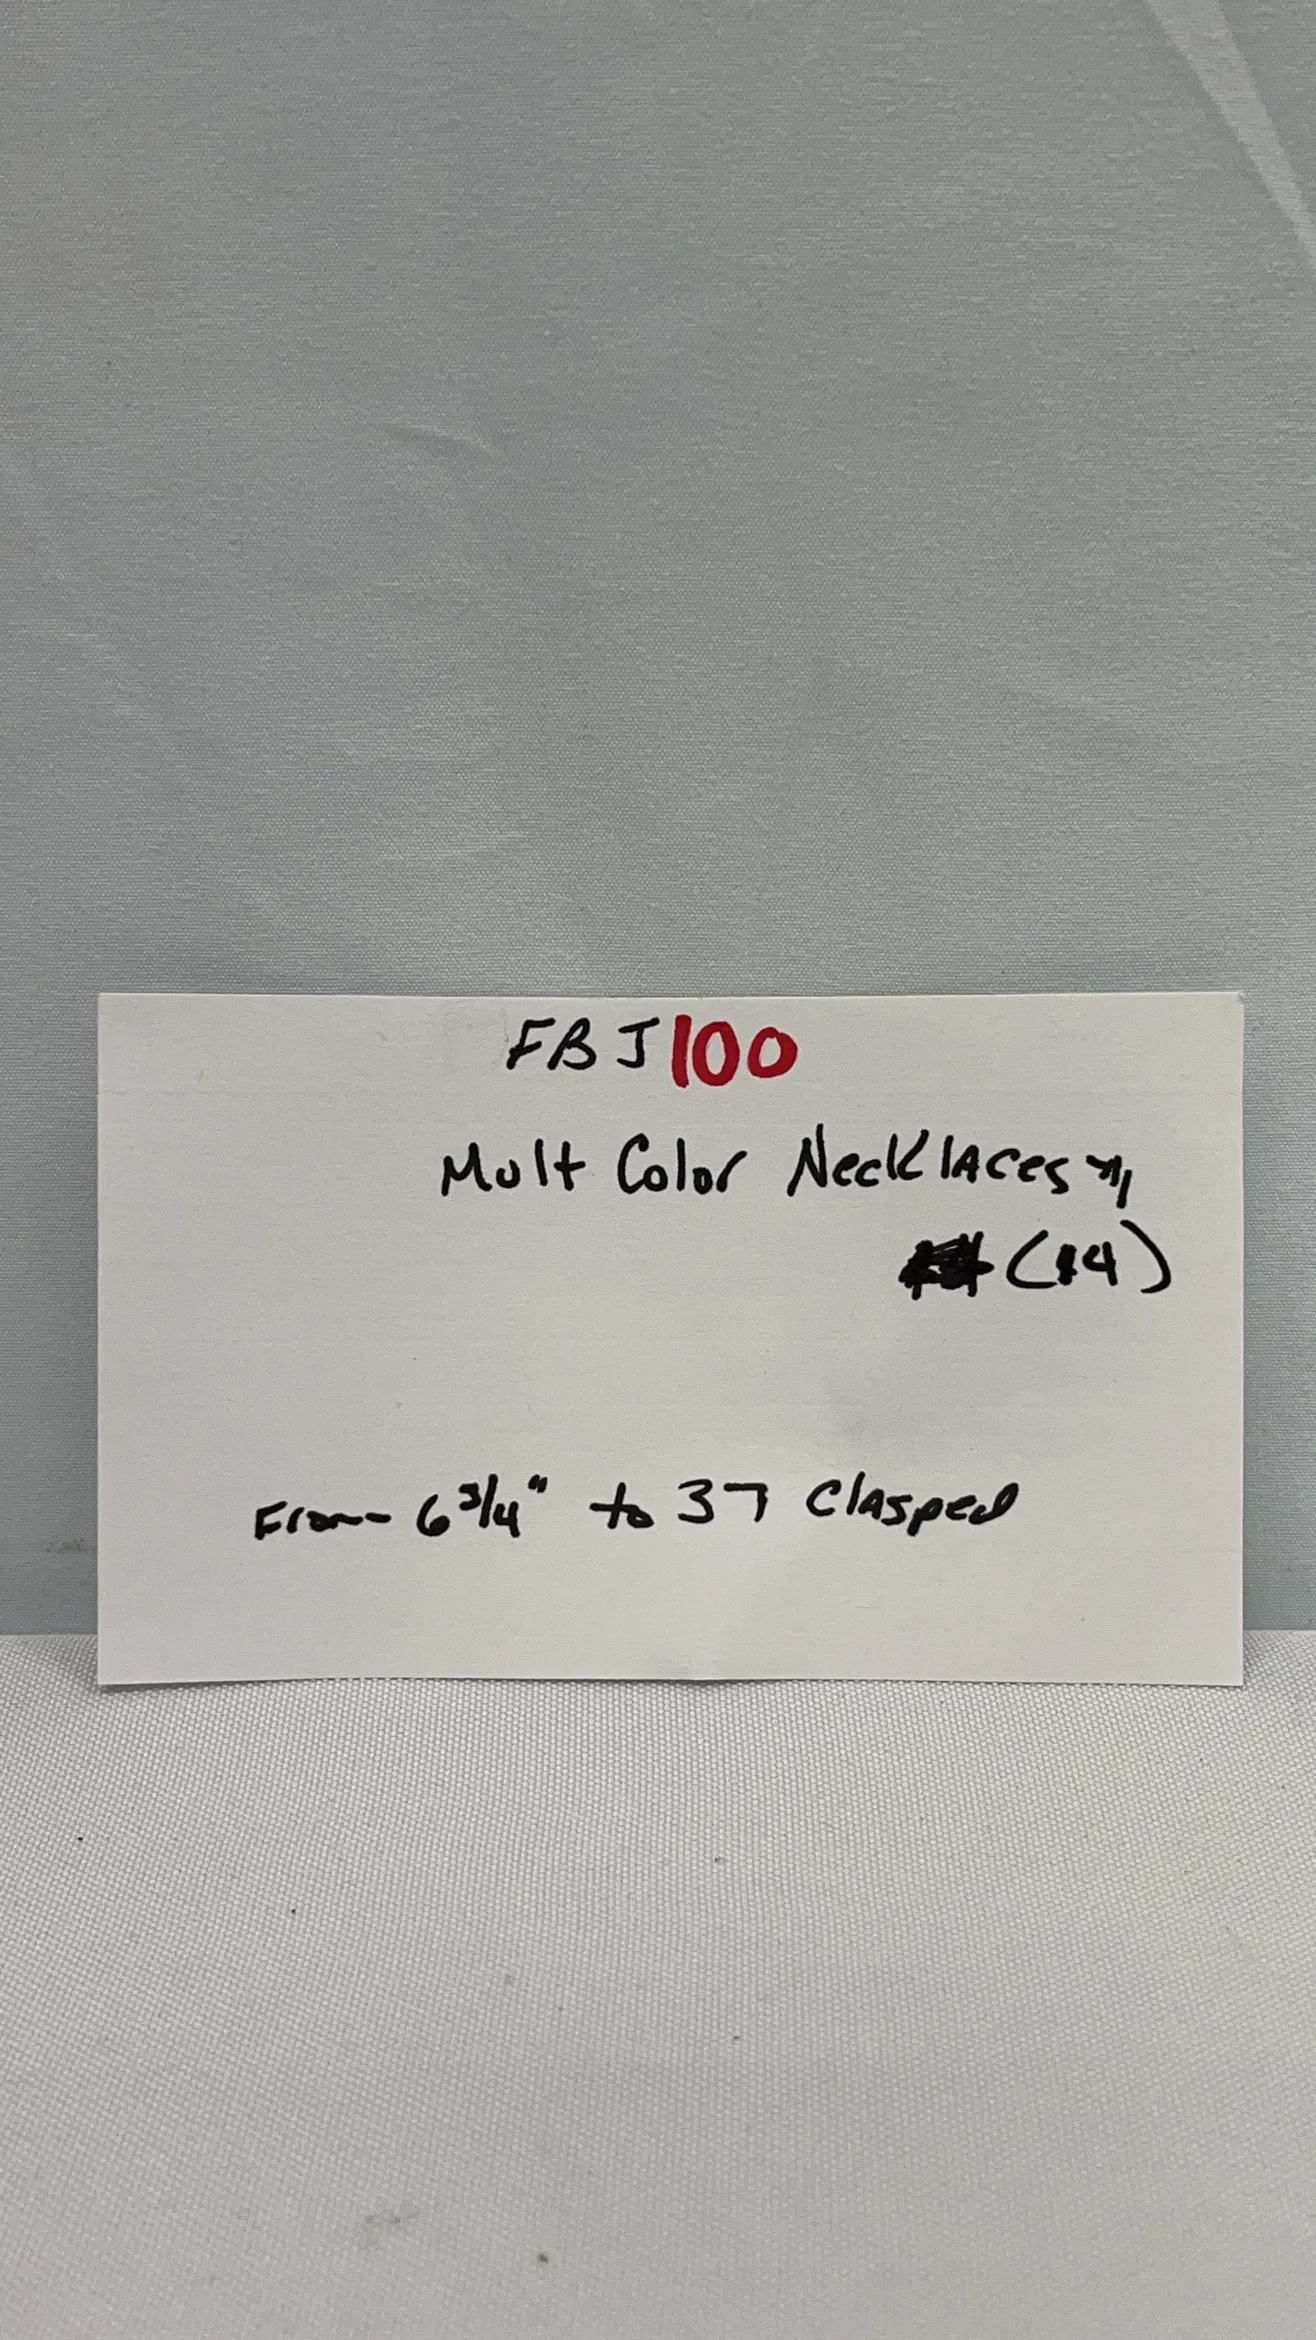 FBJ100
Mult Color Necklaces
(14)
From 6 3/4" to 37 Clasped